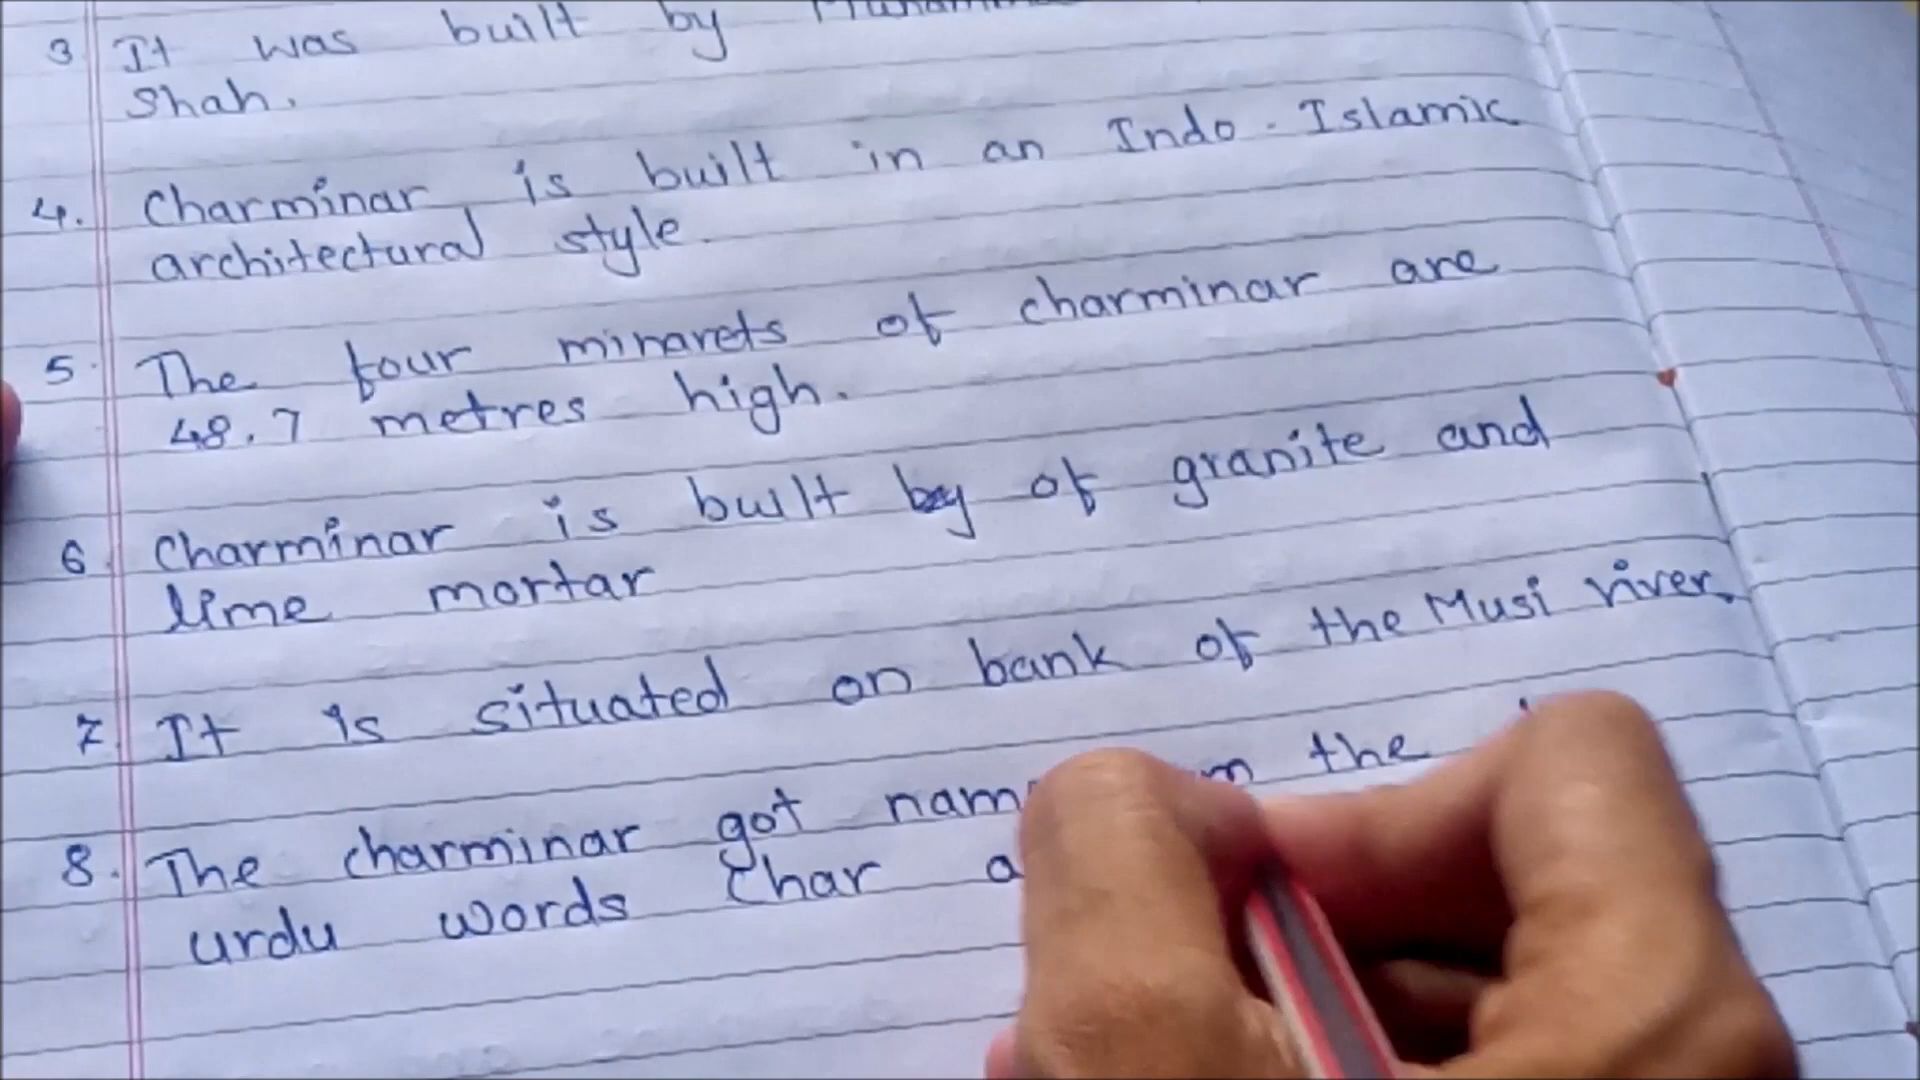 3. It was built by
Shah.
4. Charminar is built in an Indo-Islamic
architectural style.
5. The four minarets of charminar are
48.7 metres high.
6. Charminar is built by of granite and
lime mortar
7. It is situated on bank of the Musi river.
8. The charminar got the
urdu words Char